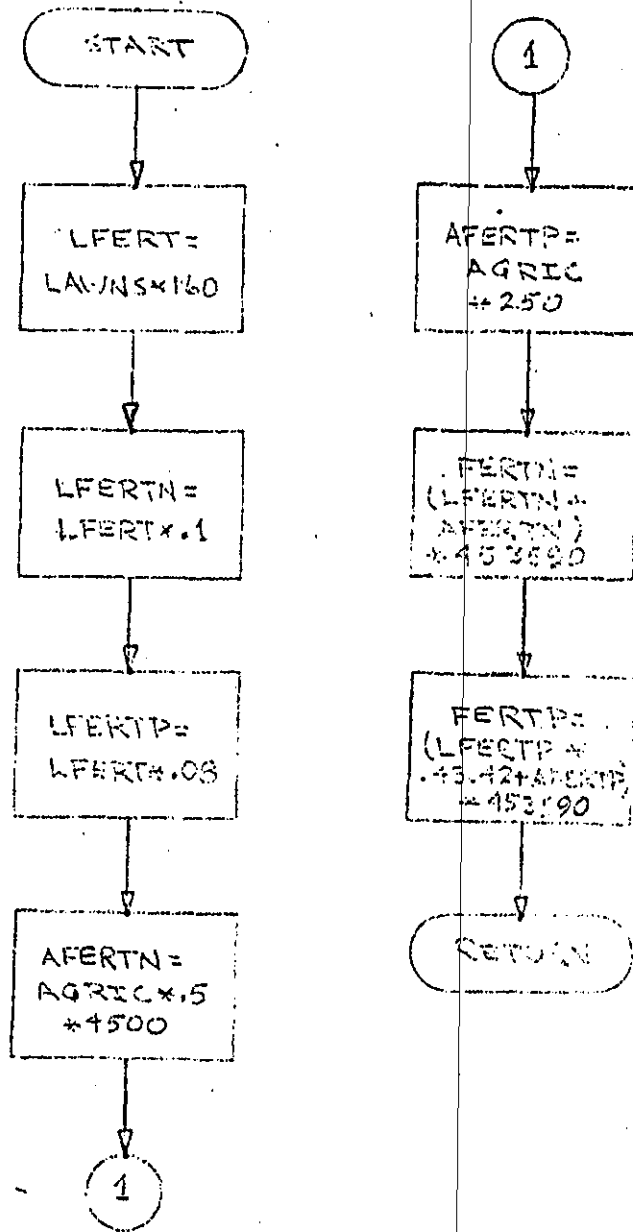 START
LFERT=
LAWNS*160
LFERTN=
LFERT*.1
LFERTP=
LFERT*.08
AFERTN=
AGRIC*.5
*4500
1
1
AFERTP=
AGRIC
*250
FERTN=
(LFERTN +
AFERTN)
FERTP=
(LFERTP *
RETURN